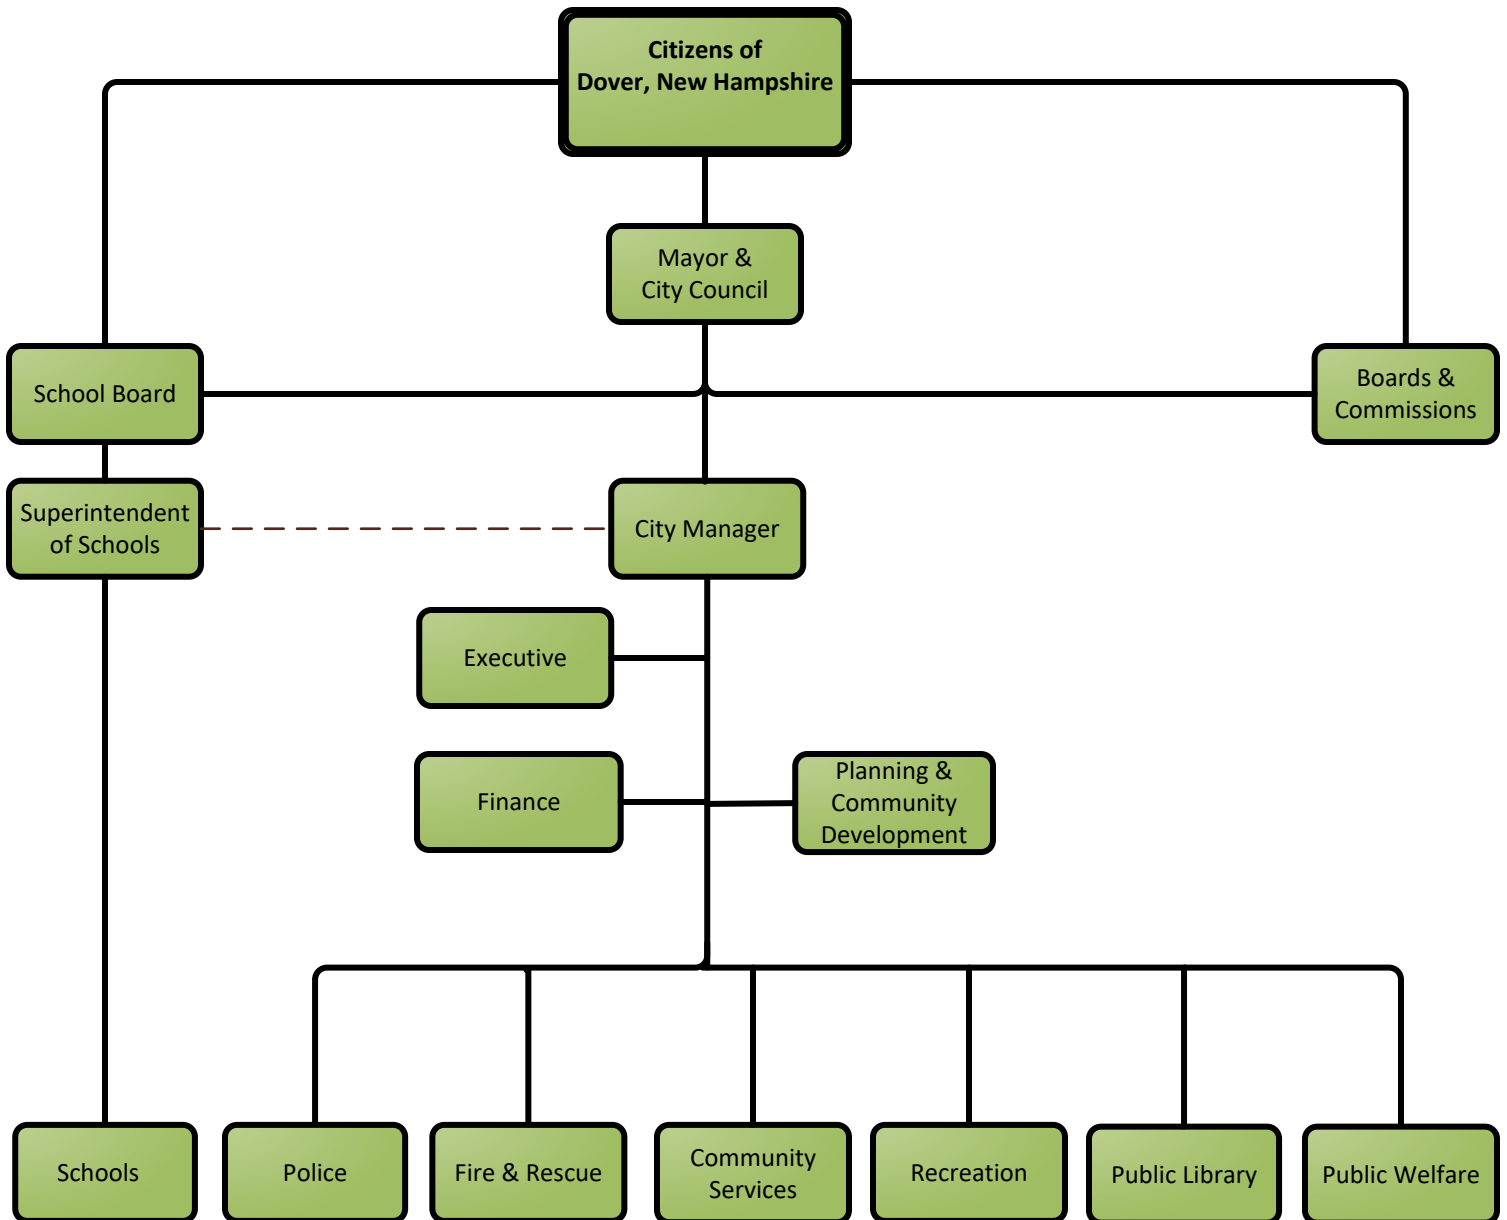 Citizens of
Dover, New Hampshire
Mayor &
City Council
School Board
Boards &
Commissions
Superintendent
of Schools
City Manager
Executive
Finance
Planning &
Community
Development
Schools
Police
Fire & Rescue
Community
Services
Recreation
Public Library
Public Welfare